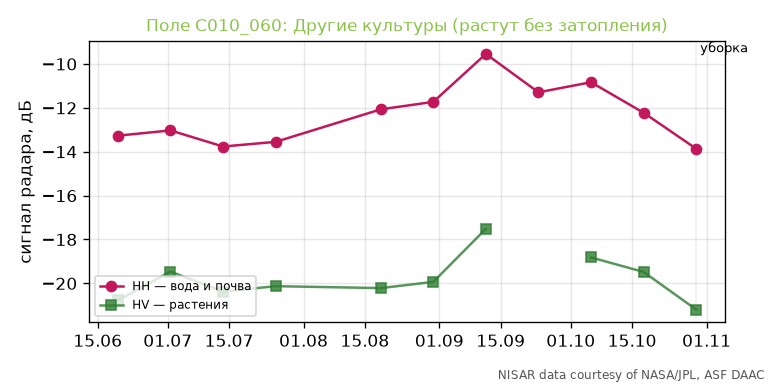 Поле C010_060: Другие культуры (растут без затопления)
уборка
сигнал радара, дБ
−10
−12
−14
−16
−18
−20
HH — вода и почва
HV — растения
15.06 01.07 15.07 01.08 15.08 01.09 15.09 01.10 15.10 01.11
NISAR data courtesy of NASA/JPL, ASF DAAC